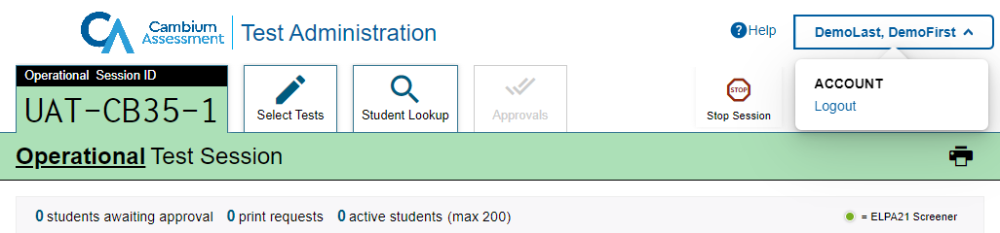 Cambium
Assessment
Test Administration
Help
DemoLast, DemoFirst
ACCOUNT
Logout
Operational Session ID
UAT-CB35-1
Select Tests
Student Lookup
Approvals
STOP
Stop Session
Operational Test Session
0 students awaiting approval 0 print requests 0 active students (max 200)
= ELPA21 Screener